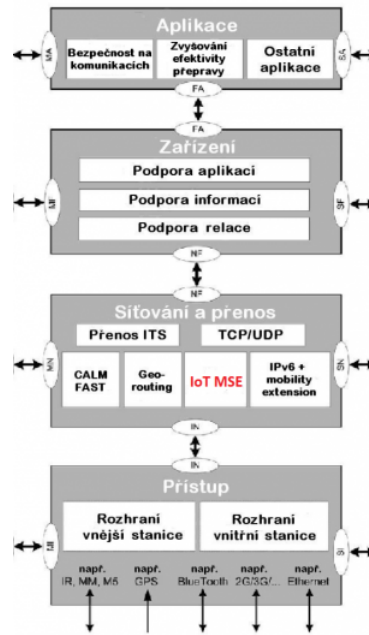 Aplikace
MA
Bezpečnost na
komunikacích
Zvyšování
efektivity
přepravy
Ostatní
aplikace
SA
FA
FA
Zařízení
Podpora aplikací
MF
Podpora informací
SF
Podpora relace
NF
NF
Síťování a přenos
Přenos ITS
TCP/UDP
MN
CALM
FAST
Geo-
routing
IoT MSE
IPv6 +
mobility
extension
SN
IN
IN
Přístup
MI
Rozhraní
vnější stanice
Rozhraní
vnitřní stanice
SI
např.
IR, MM, M5
např.
GPS
např.
BlueTooth
např.
2G/3G/...
např.
Ethernet